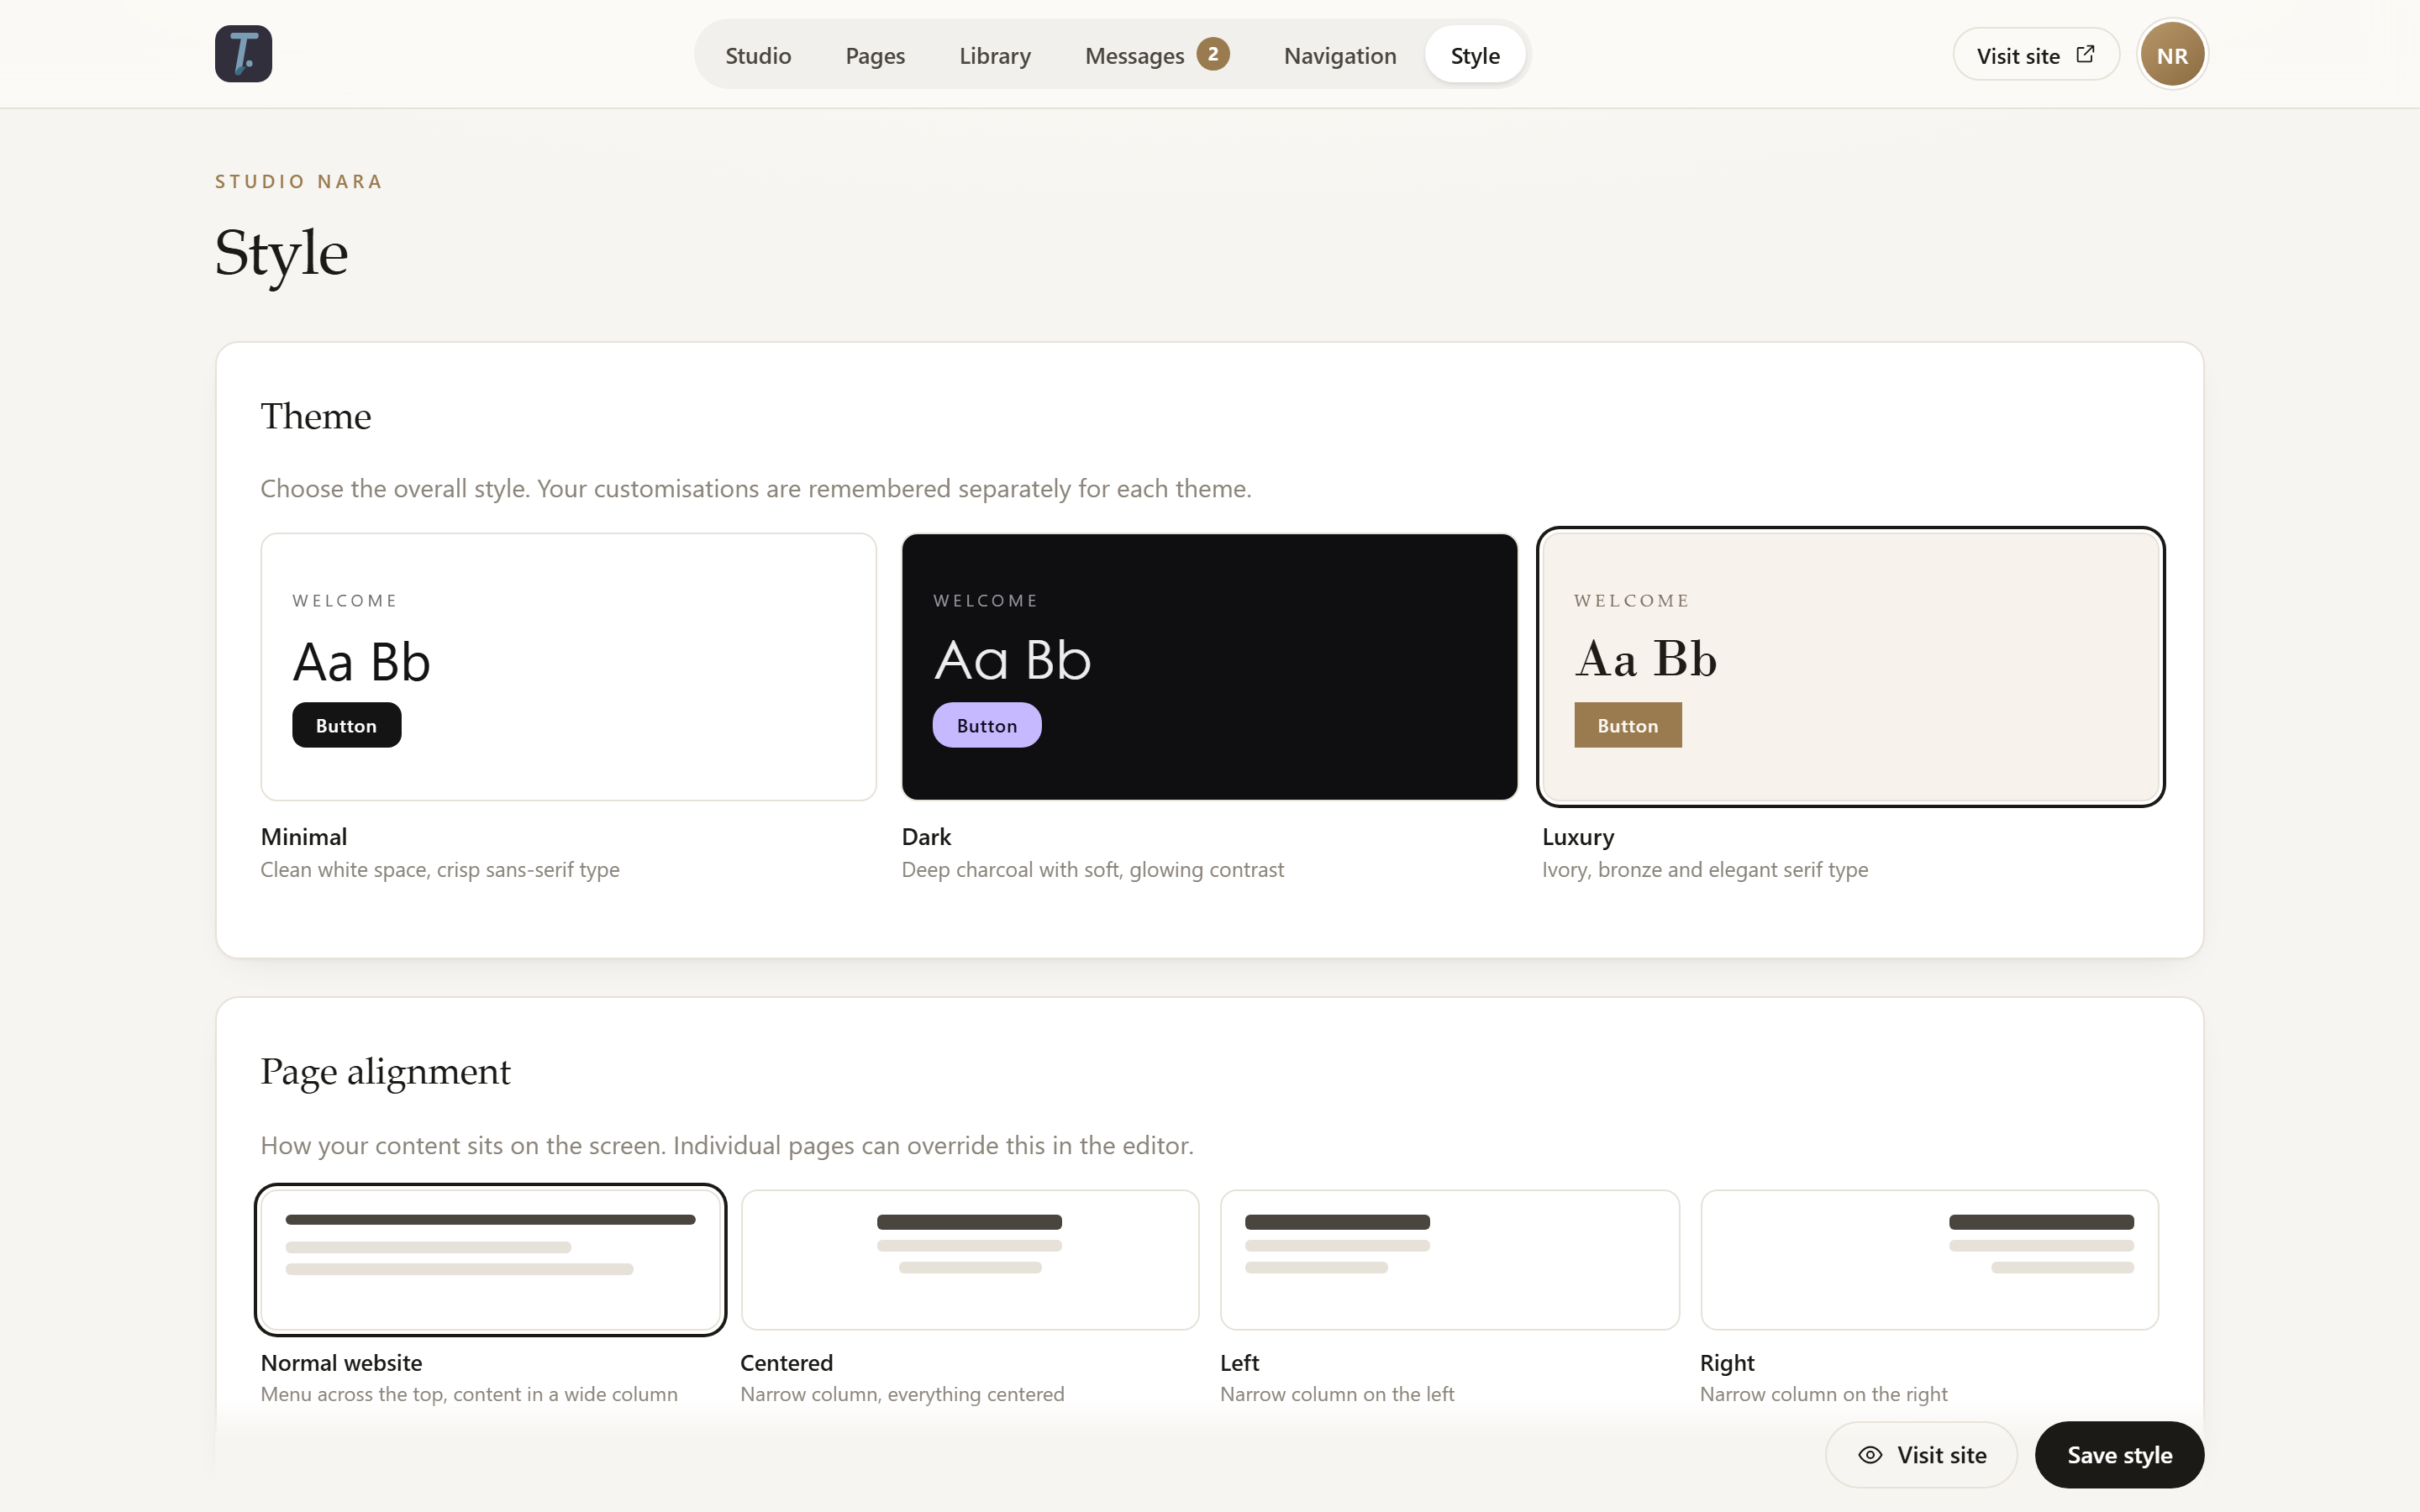 T.
Studio
Pages
Library
Messages 2
Navigation
Style
Visit site
NR
STUDIO NARA
Style
Theme
Choose the overall style. Your customisations are remembered separately for each theme.
WELCOME
Aa Bb
Button
Minimal
Clean white space, crisp sans-serif type
WELCOME
Aa Bb
Button
Dark
Deep charcoal with soft, glowing contrast
WELCOME
Aa Bb
Button
Luxury
Ivory, bronze and elegant serif type
Page alignment
How your content sits on the screen. Individual pages can override this in the editor.
Normal website
Menu across the top, content in a wide column
Centered
Narrow column, everything centered
Left
Narrow column on the left
Right
Narrow column on the right
Visit site
Save style